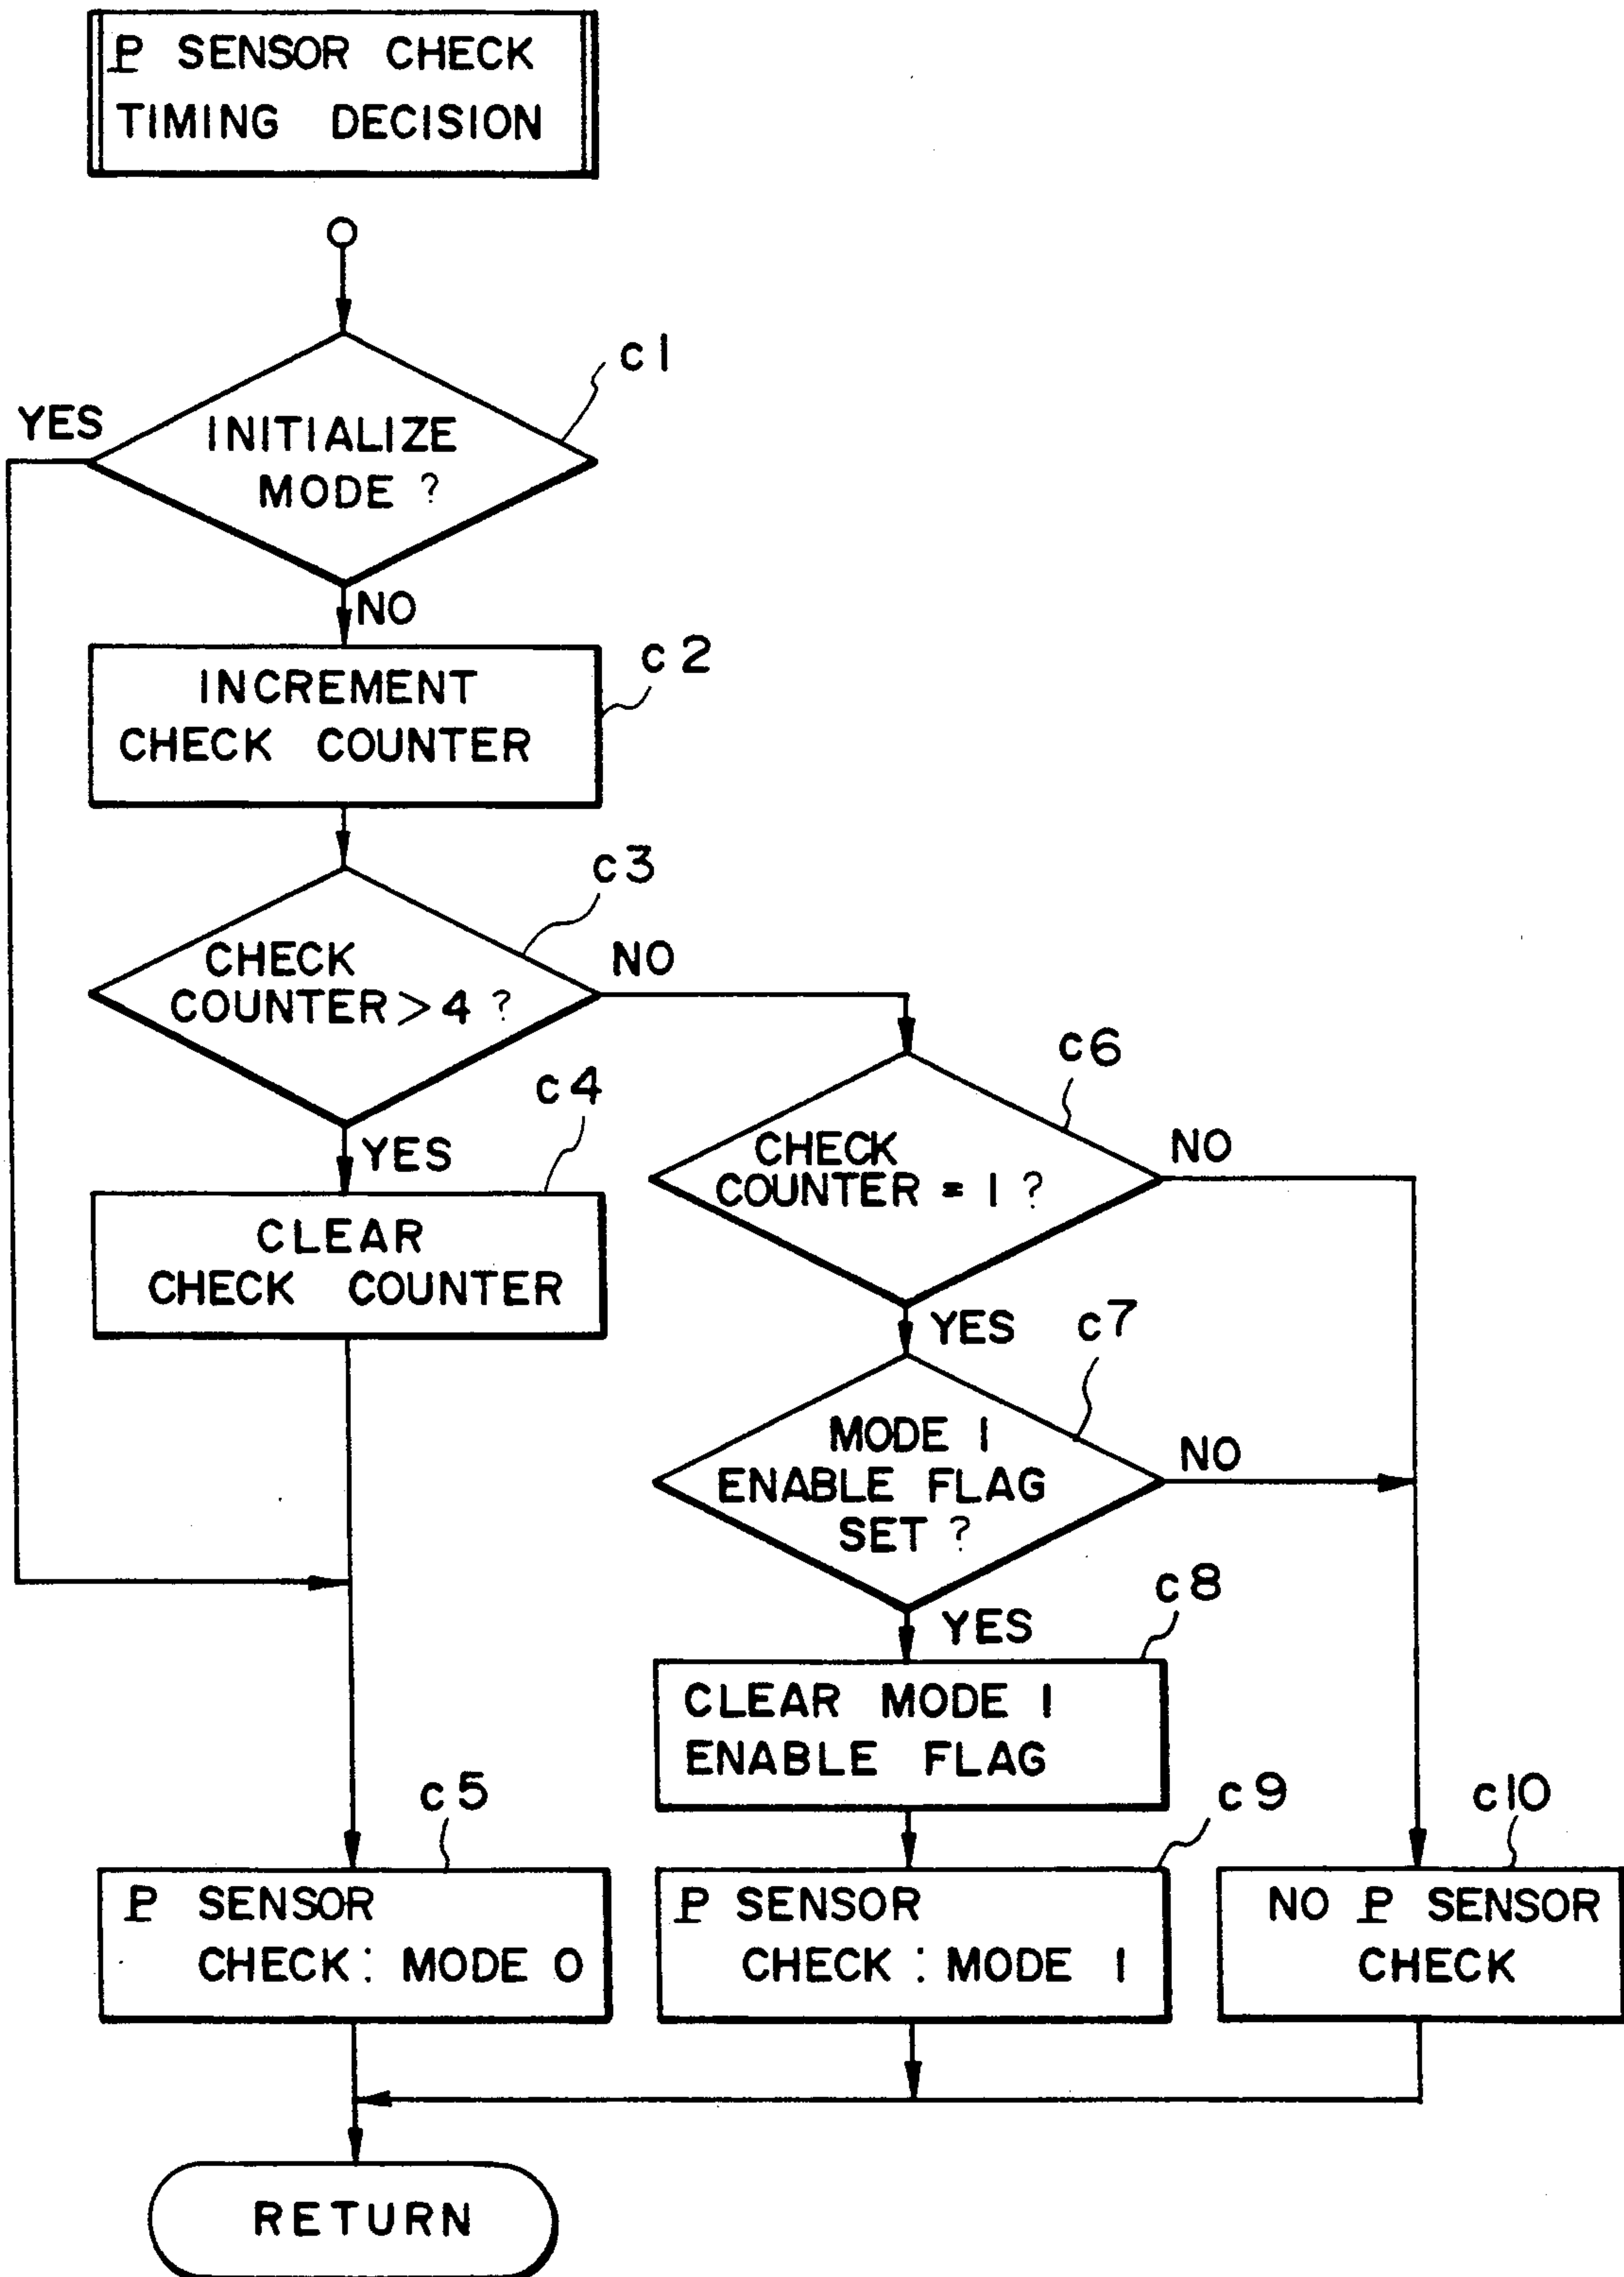 P SENSOR CHECK
TIMING DECISION
c1
YES
INITIALIZE
MODE ?
NO
c2
INCREMENT
CHECK COUNTER
c3
CHECK
COUNTER > 4 ?
NO
c4
YES
CLEAR
CHECK COUNTER
c6
CHECK
COUNTER = 1 ?
NO
YES
c7
MODE 1
ENABLE FLAG
SET ?
NO
YES
c8
CLEAR MODE 1
ENABLE FLAG
c5
P SENSOR
CHECK : MODE 0
c9
P SENSOR
CHECK : MODE 1
c10
NO P SENSOR
CHECK
RETURN